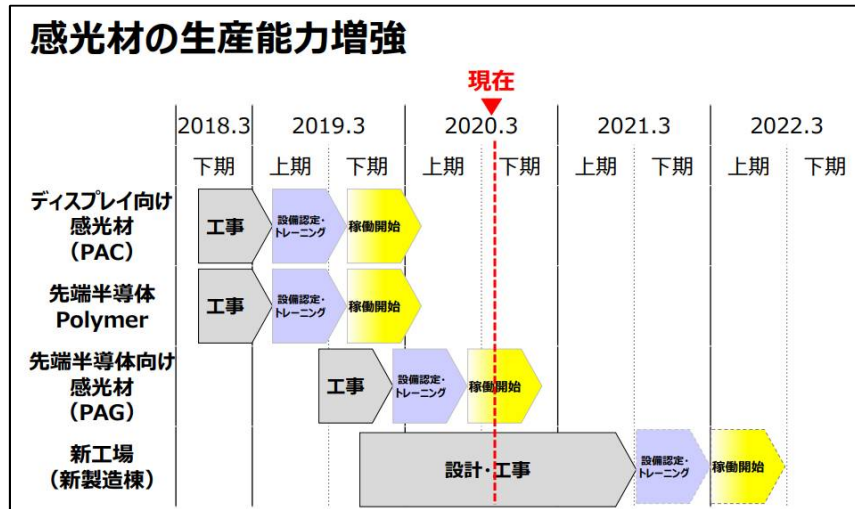 感光材の生産能力増強
現在
2018.3 2019.3 2020.3 2021.3 2022.3
下期 上期 下期 上期 下期 上期 下期 上期 下期
ディスプレイ向け
感光材
（PAC）
工事
設備認定・
トレーニング
稼働開始
先端半導体
Polymer
工事
設備認定・
トレーニング
稼働開始
先端半導体向け
感光材
（PAG）
工事
設備認定・
トレーニング
稼働開始
新工場
（新製造棟）
設計・工事
設備認定・
トレーニング
稼働開始